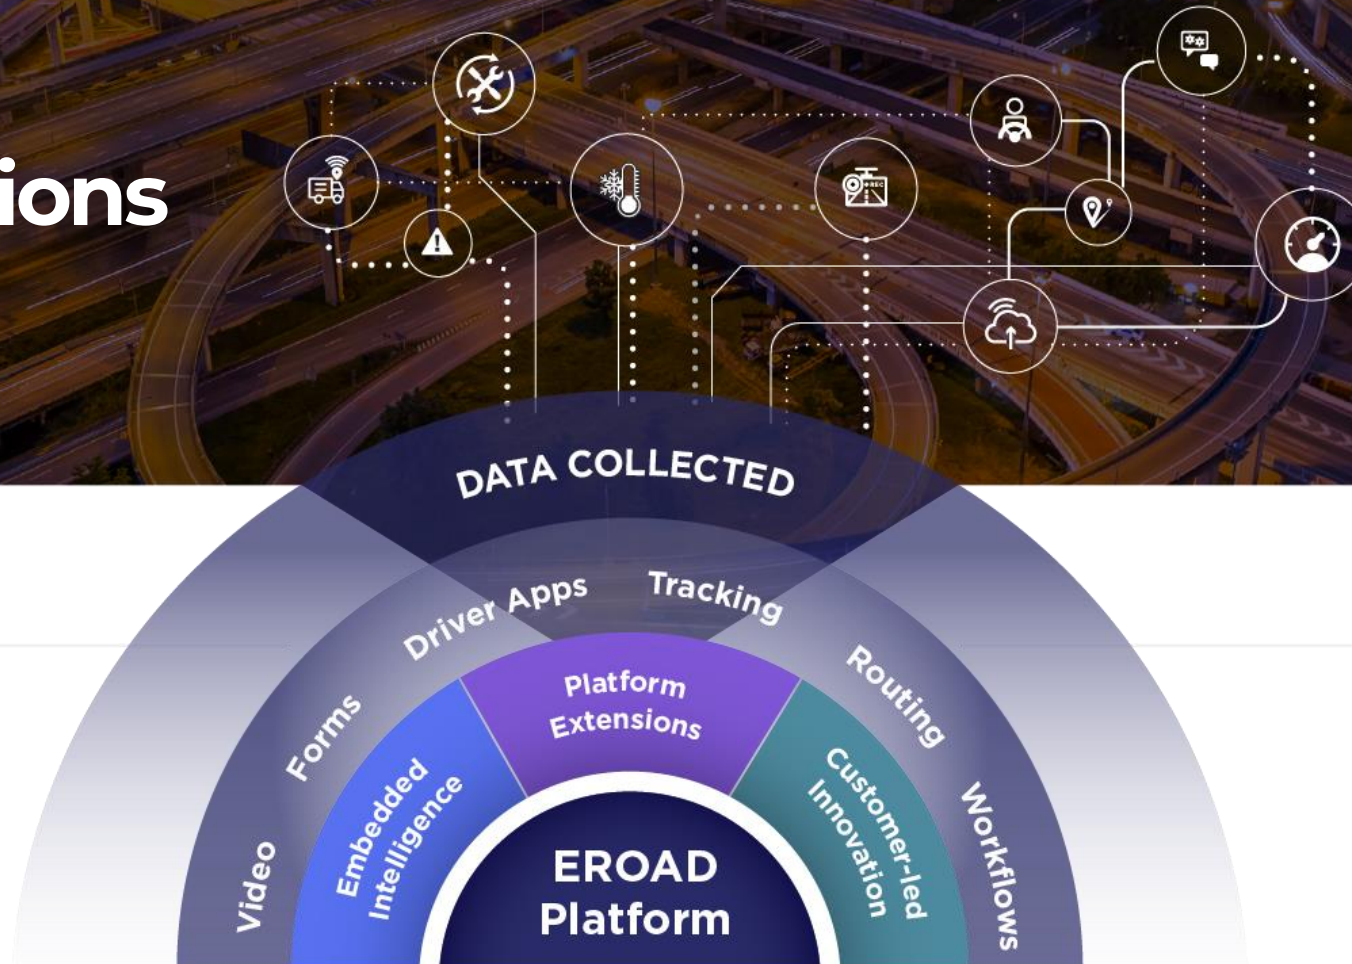 ions
REC
DATA COLLECTED
Driver Apps
Tracking
Forms
Routing
Video
Workflows
Platform
Extensions
Embedded
Intelligence
Customer-led
Innovation
EROAD
Platform